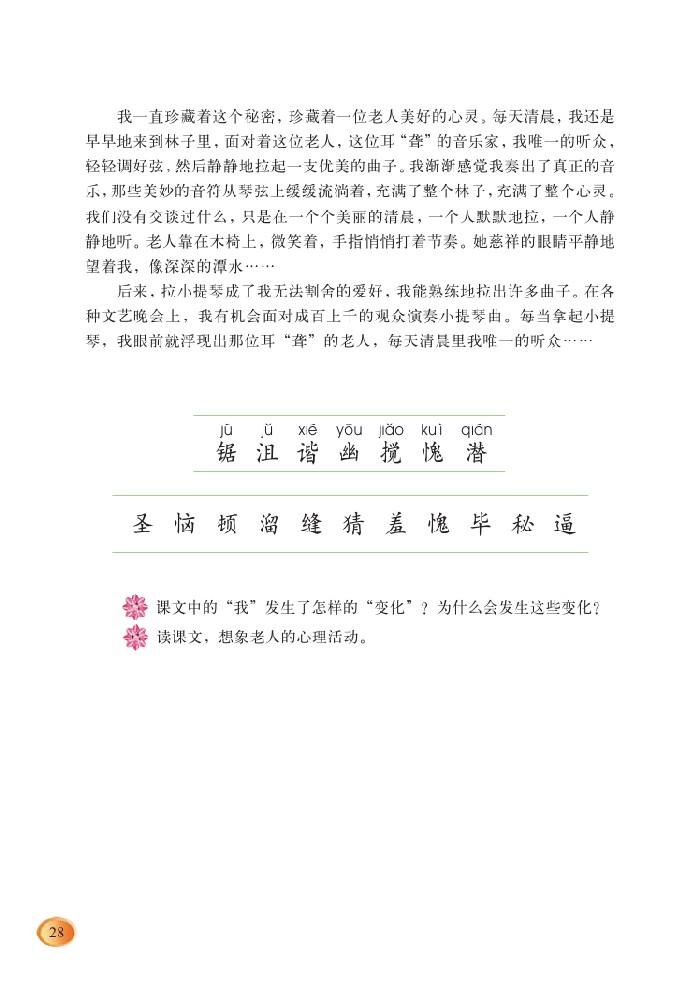 我一直珍藏着这个秘密，珍藏着一位老人美好的心灵。每天清晨，我还是
早早地来到林子里，面对着这位老人，这位耳“聋”的音乐家，我唯一的听众，
轻轻调好弦，然后静静地拉起一支优美的曲子。我渐渐感觉我奏出了真正的音
乐，那些美妙的音符从琴弦上缓缓流淌着，充满了整个林子，充满了整个心灵。
我们没有交谈过什么，只是在一个个美丽的清晨，一个人默默地拉，一个人静
静地听。老人靠在木椅上，微笑着，手指悄悄打着节奏。她慈祥的眼睛平静地
望着我，像深深的潭水……
后来，拉小提琴成了我无法割舍的爱好，我能熟练地拉出许多曲子。在各
种文艺晚会上，我有机会面对成百上千的观众演奏小提琴曲。每当拿起小提
琴，我眼前就浮现出那位耳“聋”的老人，每天清晨里我唯一的听众……
jū jǔ xié yōu jiǎo kuì qián
锯 沮 谐 幽 搅 愧 潜
圣 恼 顿 溜 缝 猜 羞 愧 毕 秘 逼
课文中的“我”发生了怎样的“变化”？为什么会发生这些变化？
读课文，想象老人的心理活动。
28